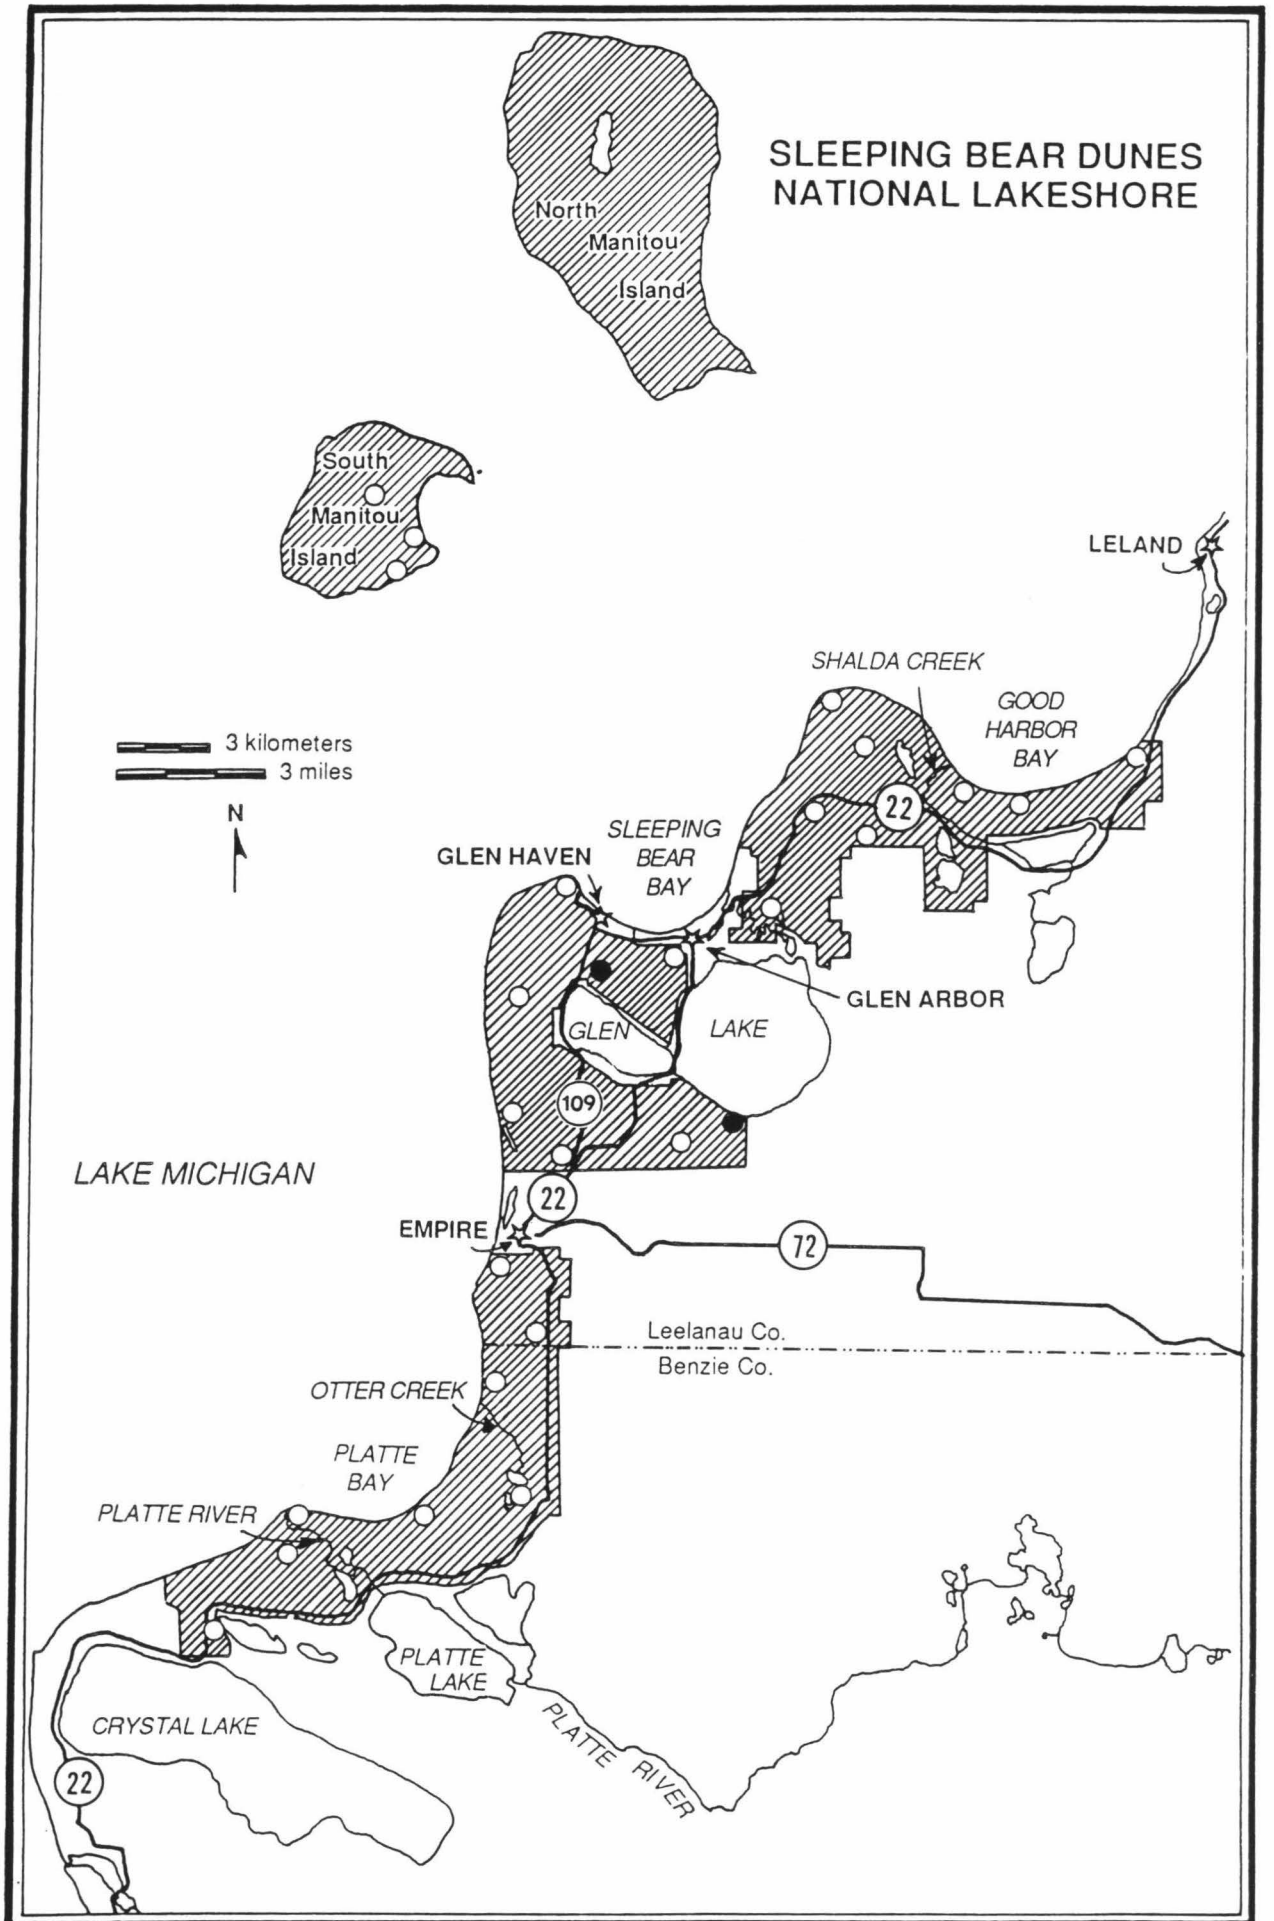 SLEEPING BEAR DUNES
NATIONAL LAKESHORE
North
Manitou
Island
South
Manitou
Island
LELAND
SHALDA CREEK
GOOD
HARBOR
BAY
3 kilometers
3 miles
N
SLEEPING
BEAR
BAY
GLEN HAVEN
22
GLEN ARBOR
GLEN
LAKE
109
LAKE MICHIGAN
22
EMPIRE
72
Leelanau Co.
Benzie Co.
OTTER CREEK
PLATTE
BAY
PLATTE RIVER
PLATTE
LAKE
CRYSTAL LAKE
PLATTE RIVER
22